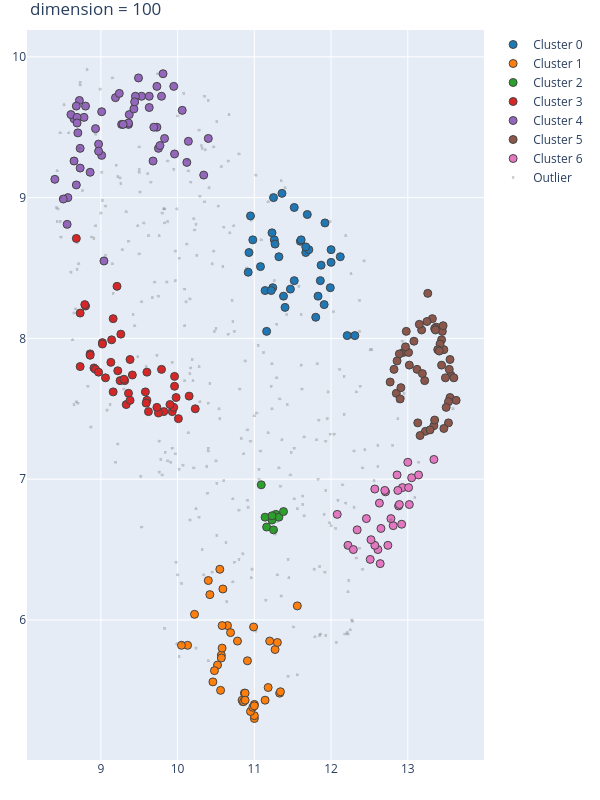 dimension = 100
10
9
8
7
6
9
10
11
12
13
Cluster 0
Cluster 1
Cluster 2
Cluster 3
Cluster 4
Cluster 5
Cluster 6
Outlier